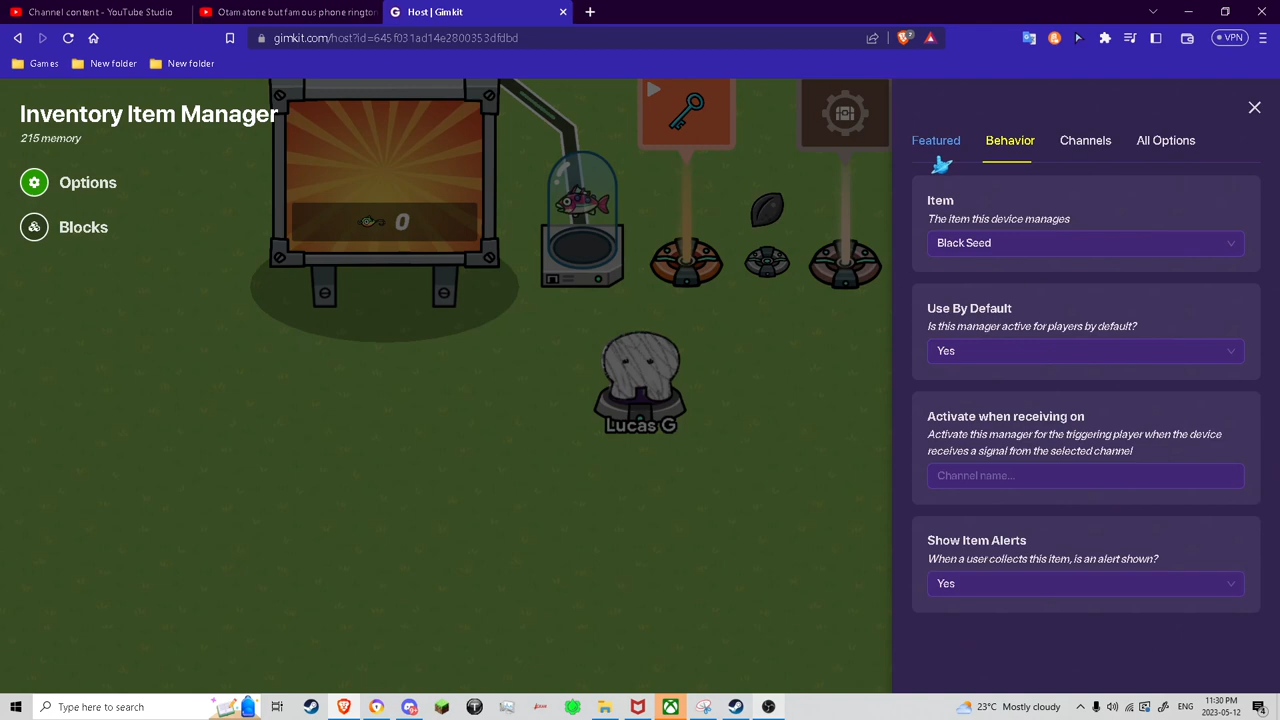 Channel content - YouTube Studio
Otamatone but famous phone rington
Host | Gimkit
gimkit.com/host?id=645f031ad14e2800353dfdbd
VPN
Games
New folder
New folder
Inventory Item Manager
215 memory
Options
Blocks
0
Lucas G
Featured
Behavior
Channels
All Options
Item
The item this device manages
Black Seed
Use By Default
Is this manager active for players by default?
Yes
Activate when receiving on
Activate this manager for the triggering player when the device
receives a signal from the selected channel
Channel name...
Show Item Alerts
When a user collects this item, is an alert shown?
Yes
Type here to search
23°C Mostly cloudy
ENG
11:30 PM
2023-05-12